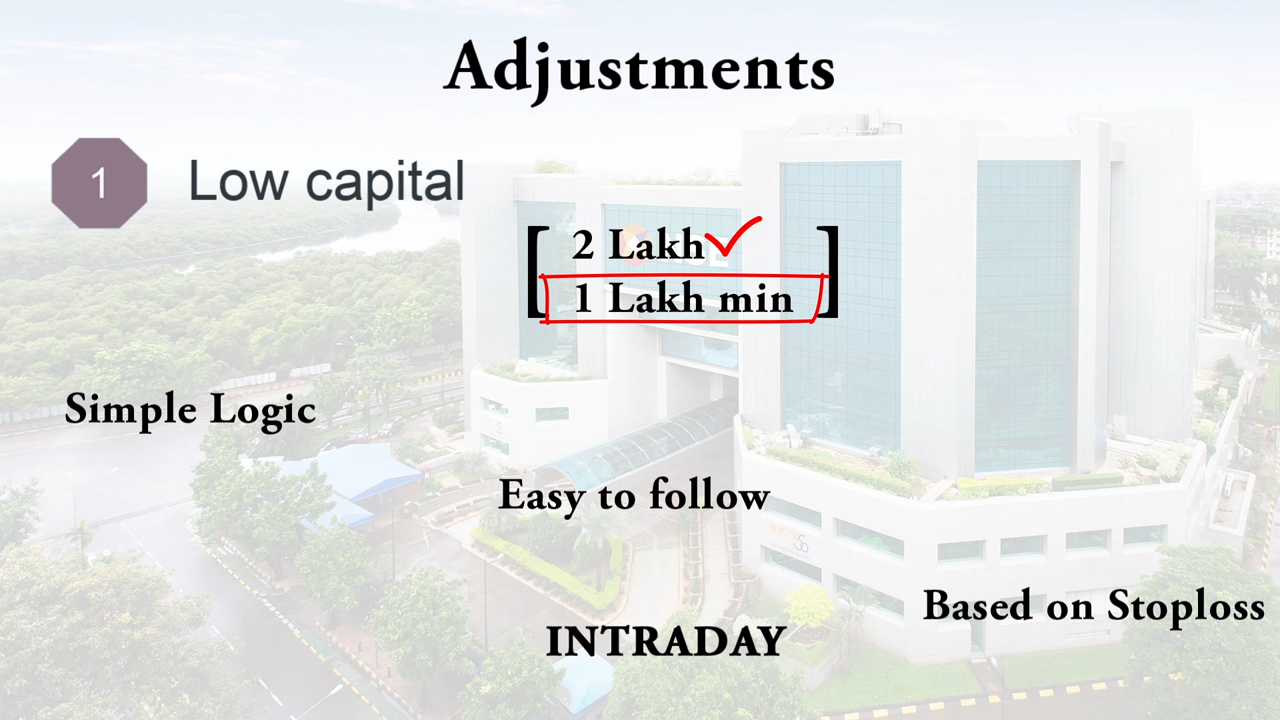 Adjustments
1
Low capital
2 Lakh
1 Lakh min
Simple Logic
Easy to follow
Based on Stoploss
INTRADAY